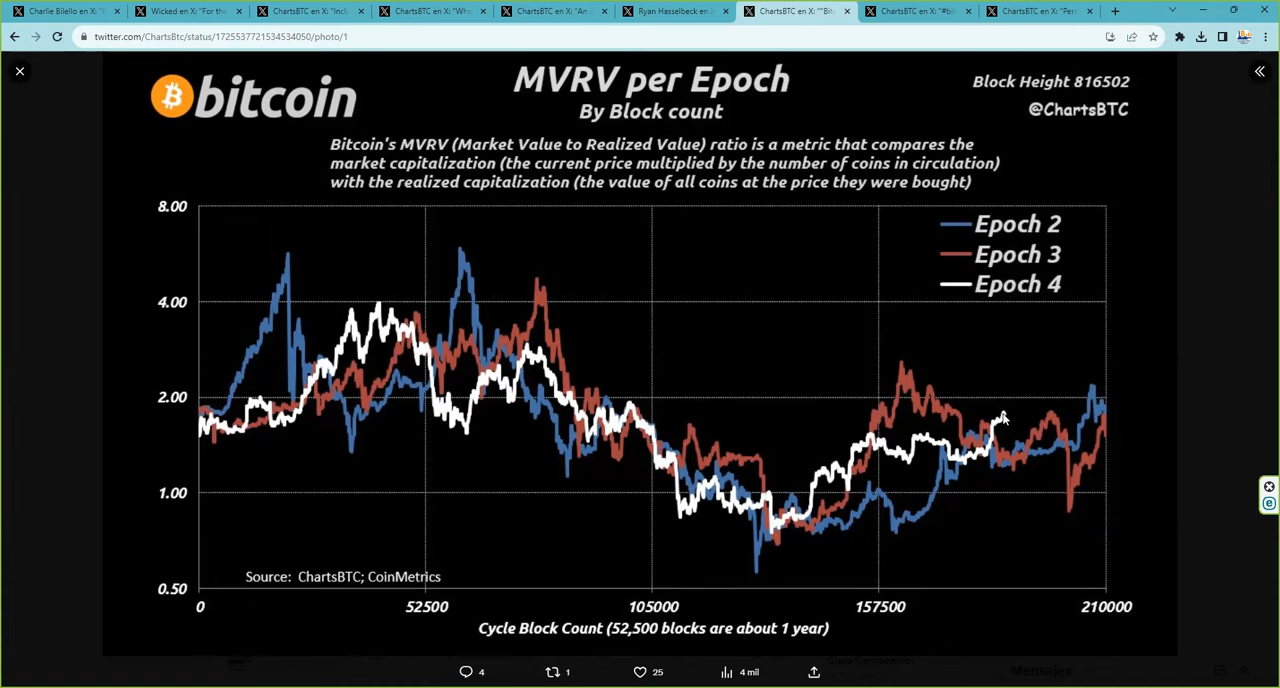 Charlie Bilello en X: "L
Wicked en X: "For the
ChartsBTC en X: "Incl
ChartsBTC en X: "Wha
ChartsBTC en X: "An i
Ryan Hasselbeck en X
ChartsBTC en X: ""Bits
ChartsBTC en X: "#bit
ChartsBTC en X: "Per
twitter.com/ChartsBtc/status/1725537721534534050/photo/1
bitcoin
MVRV per Epoch
By Block count
Block Height 816502
@ChartsBTC
Bitcoin's MVRV (Market Value to Realized Value) ratio is a metric that compares the
market capitalization (the current price multiplied by the number of coins in circulation)
with the realized capitalization (the value of all coins at the price they were bought)
8.00
4.00
2.00
1.00
0.50
Epoch 2
Epoch 3
Epoch 4
Source: ChartsBTC; CoinMetrics
0
52500
105000
157500
210000
Cycle Block Count (52,500 blocks are about 1 year)
4
1
25
4 mil
Mensajes